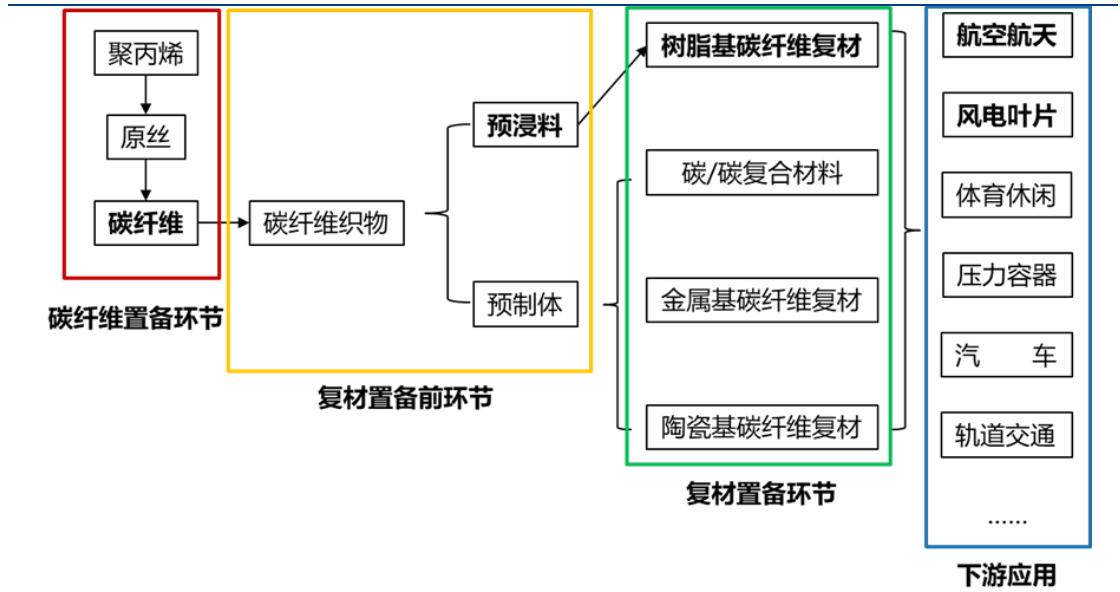 聚丙烯
原丝
碳纤维
碳纤维置备环节
碳纤维织物
预浸料
预制体
复材置备前环节
树脂基碳纤维复材
碳/碳复合材料
金属基碳纤维复材
陶瓷基碳纤维复材
复材置备环节
航空航天
风电叶片
体育休闲
压力容器
汽 车
轨道交通
......
下游应用